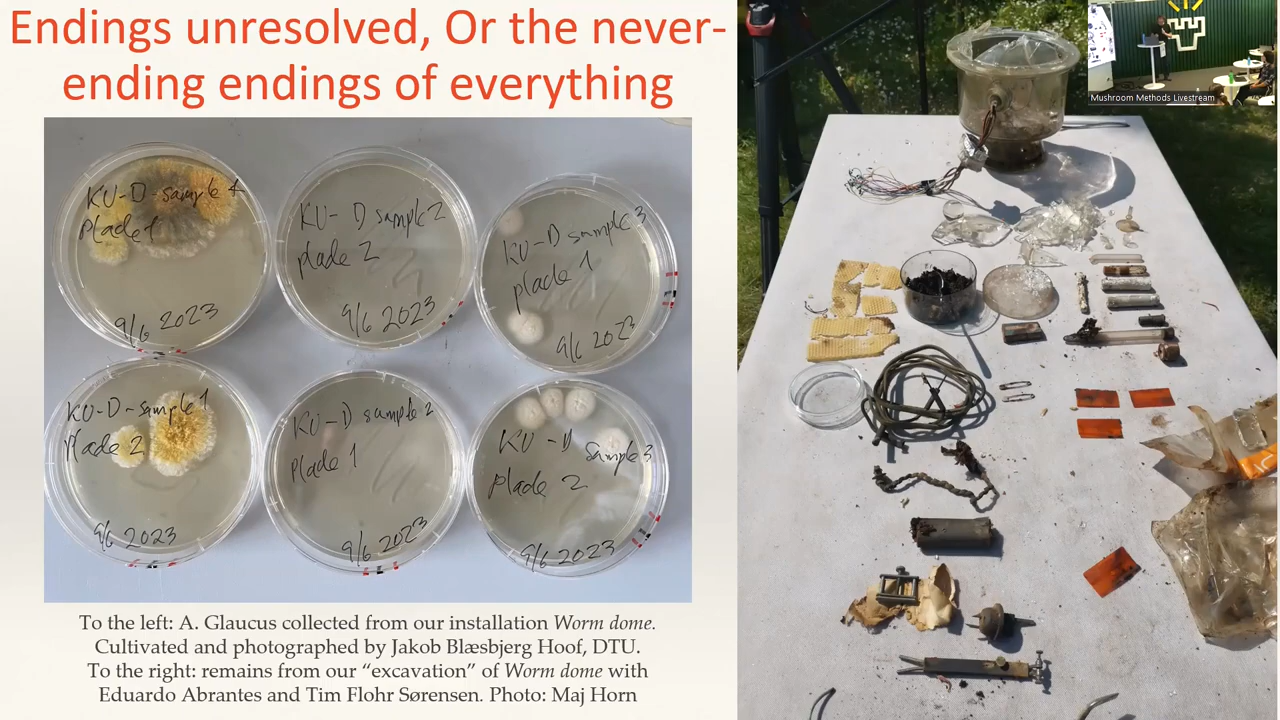 Endings unresolved, Or the never-
ending endings of everything
KU-D-sample 1
plade 1
9/6 2023
KU-D sample 2
plade 2
9/6 2023
KU-D sample 3
plade 1
9/6 2023
KU-D-sample 1
plade 2
9/6 2023
KU-D sample 2
plade 1
9/6 2023
KU-D sample 3
plade 2
9/6 2023
To the left: A. Glaucus collected from our installation Worm dome.
Cultivated and photographed by Jakob Blæsbjerg Hoof, DTU.
To the right: remains from our “excavation” of Worm dome with
Eduardo Abrantes and Tim Flohr Sørensen. Photo: Maj Horn
Mushroom Methods Livestream